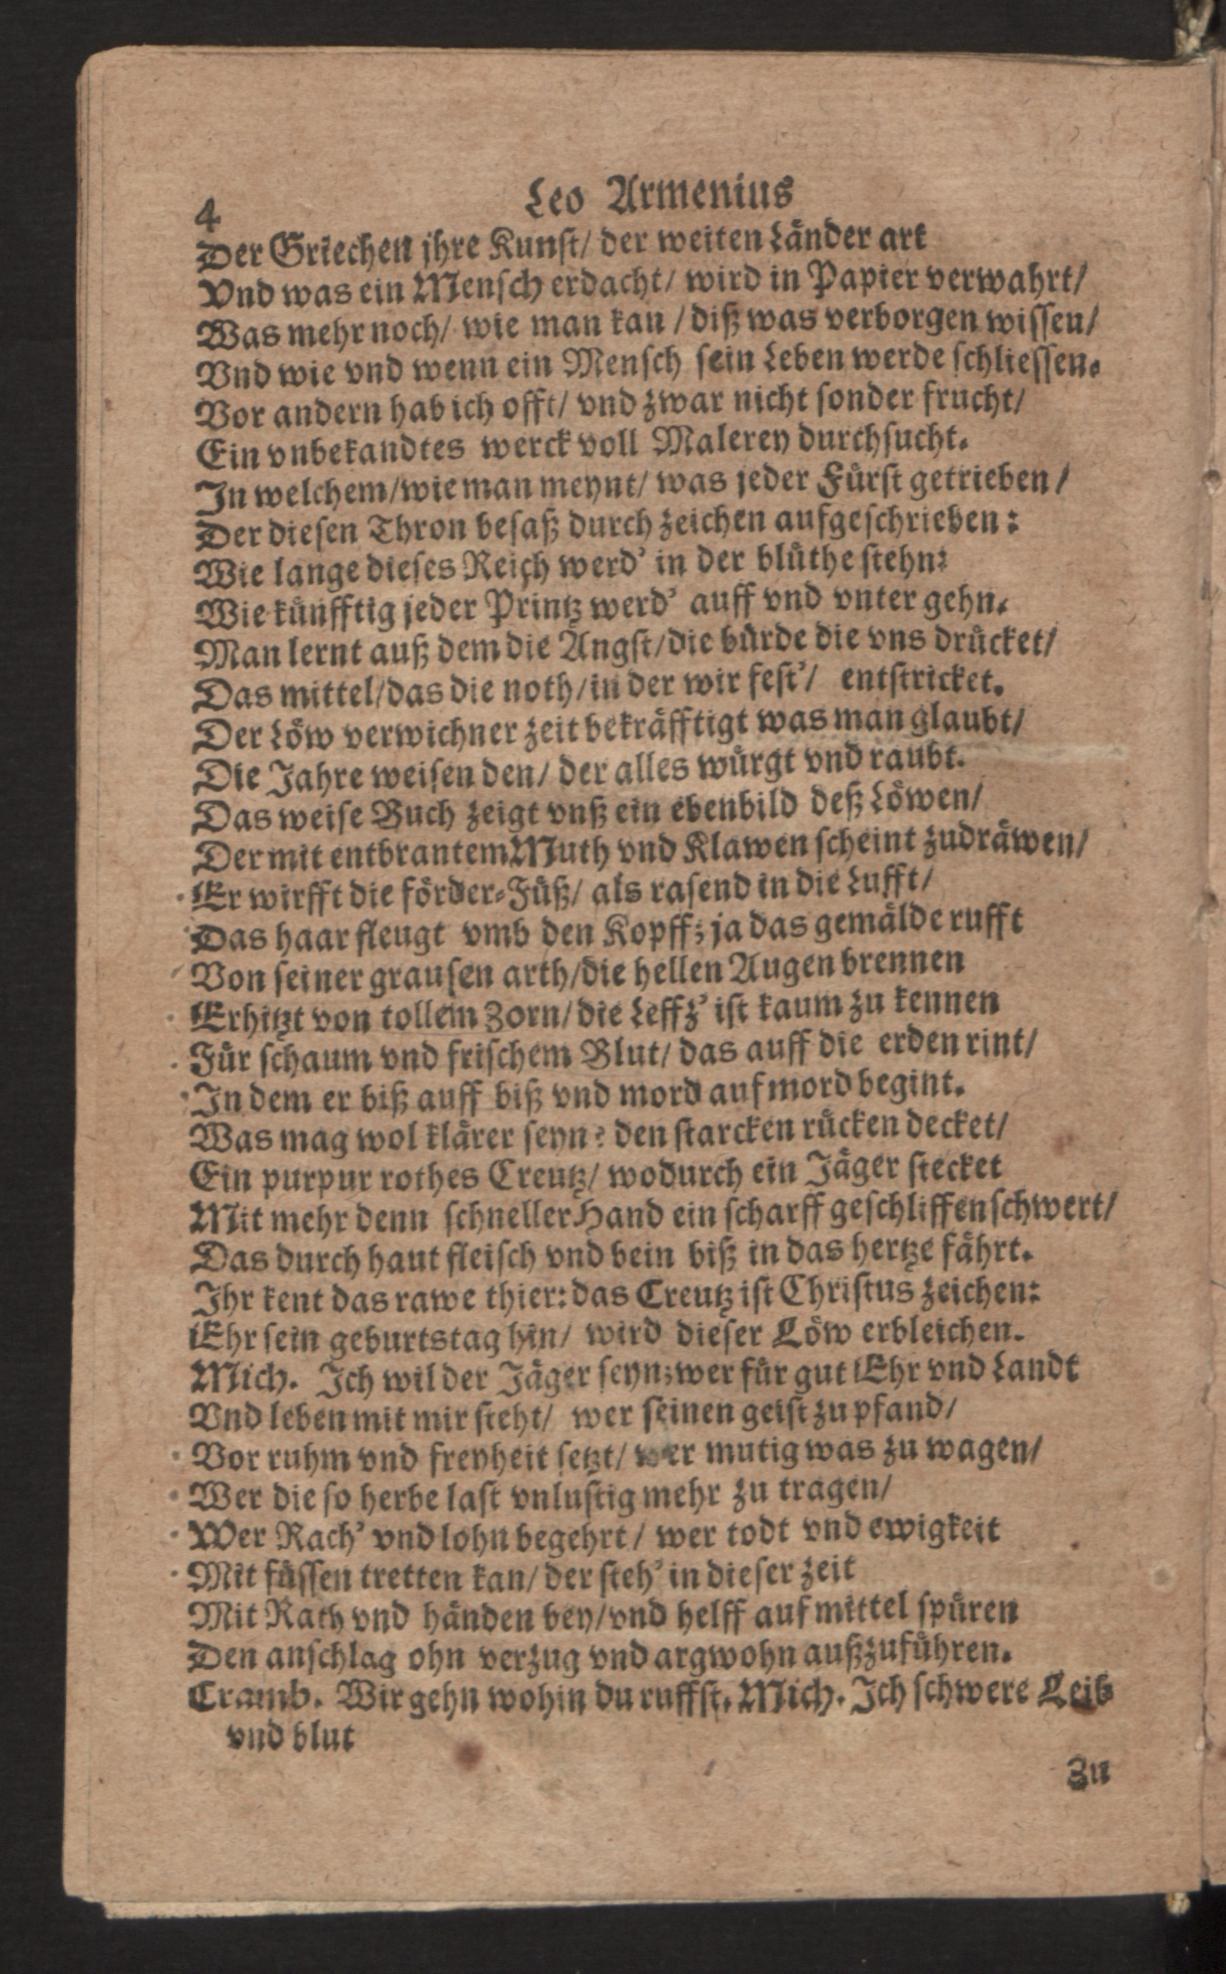 4 Leo Armenius
Der Griechen jhre Kunst/ der weiten Länder art
Vnd was ein Mensch erdacht/ wird in Papier verwahrt/
Was mehr noch/ wie man kan / diß was verborgen wissen/
Vnd wie vnd wenn ein Mensch sein Leben werde schliessen.
Vor andern hab ich offt/ vnd zwar nicht sonder frucht/
Ein vnbekandtes werck voll Malerey durchsucht.
In welchem/ wie man meynt/ was jeder Fürst getrieben/
Der diesen Thron besaß durch zeichen aufgeschrieben:
Wie lange dieses Reich werd' in der blüthe stehn:
Wie künfftig jeder Printz werd' auff vnd vnter gehn.
Man lernt auß dem die Angst/ die bürde die vns drücket/
Das mittel/ das die noth/ in der wir fest'/ entstricket.
Der Löw verwichner zeit bekräfftigt was man glaubt/
Die Jahre weisen den/ der alles würgt vnd raubt.
Das weise Buch zeigt vnß ein ebenbild deß Löwen/
Der mit entbrantem Muth vnd Klawen scheint zudräwen/
Er wirfft die förder-Füß/ als rasend in die Lufft/
Das haar fleugt vmb den Kopff; ja das gemälde rufft
Von seiner grausen arth/ die hellen Augen brennen
Erhitzt von tollem Zorn/ die Leffz' ist kaum zu kennen
Für schaum vnd frischem Blut/ das auff die erden rint/
In dem er biß auff biß vnd mord auf mord begint.
Was mag wol klärer seyn? den starcken rücken decket/
Ein purpur rothes Creutz/ wodurch ein Jäger stecket
Mit mehr denn schneller Hand ein scharff geschliffen schwert/
Das durch haut fleisch vnd bein biß in das hertze fährt.
Ihr kent das rawe thier: das Creutz ist Christus zeichen:
Ehr sein geburtstag hin/ wird dieser Löw erbleichen.
Mich. Ich wil der Jäger seyn; wer für gut Ehr vnd Landt
Vnd leben mit mir steht/ wer seinen geist zu pfand/
Vor ruhm vnd freyheit setzt/ wer mutig was zu wagen/
Wer die so herbe last vnlustig mehr zu tragen/
Wer Rach' vnd lohn begehrt/ wer todt vnd ewigkeit
Mit füssen tretten kan/ der steh' in dieser zeit
Mit Rath vnd händen bey/ vnd helff auf mittel spüren
Den anschlag ohn verzug vnd argwohn außzuführen.
Cramb. Wir gehn wohin du ruffst. Mich. Ich schwere Leib
vnd blut
Zu